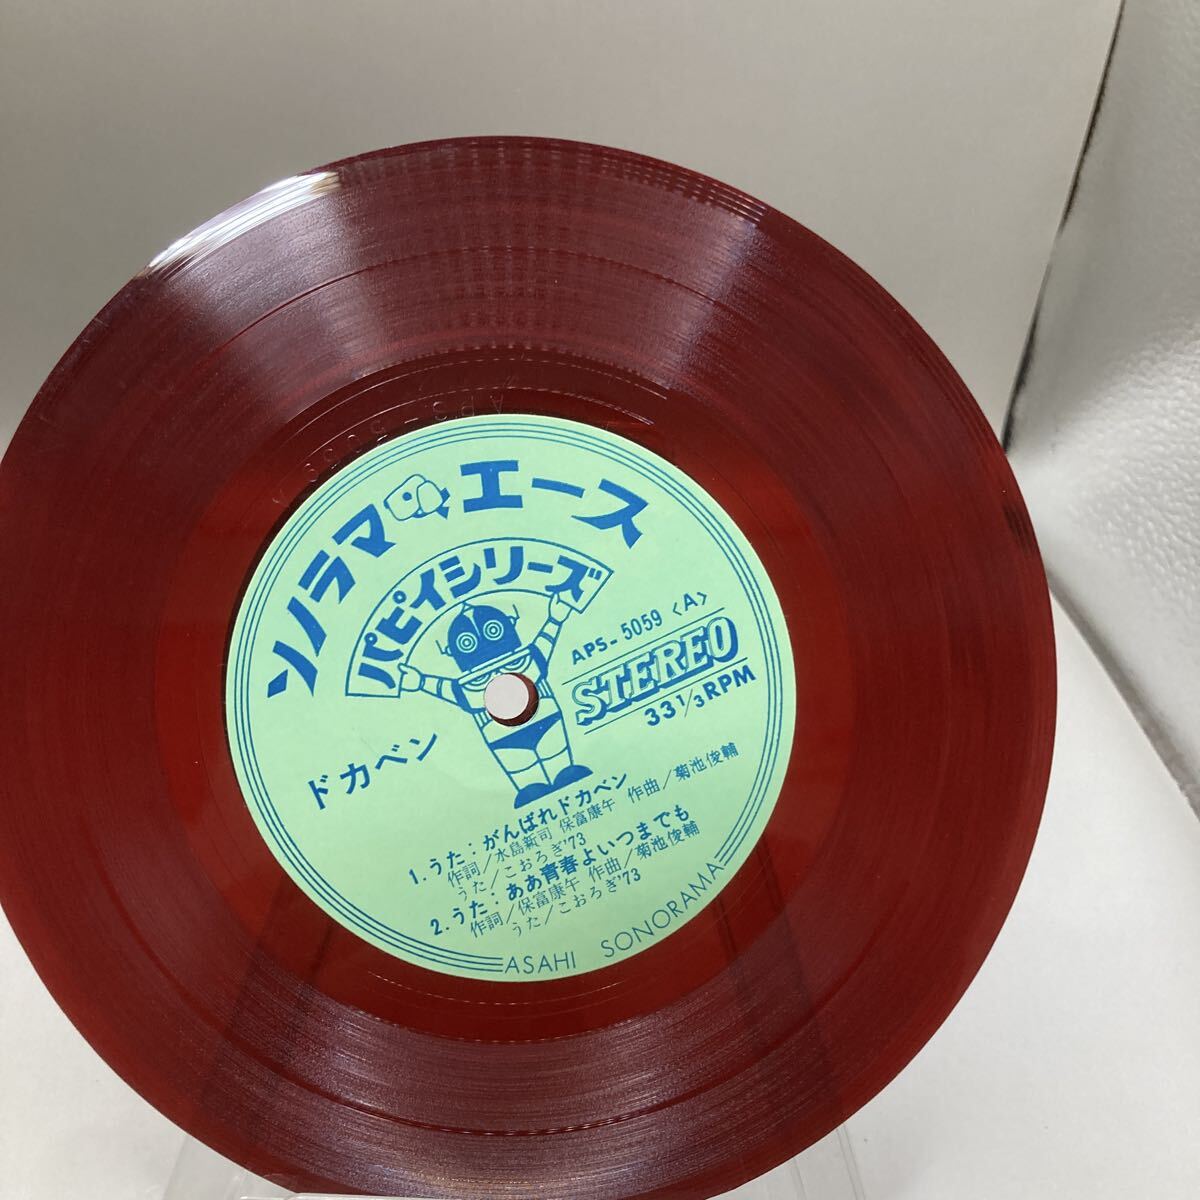 ソノラマエース
パピイシリーズ
APS-5059 〈A〉
STEREO
33 1/3 RPM
ドカベン
1.うた：がんばれドカベン
作詞／水島新司 保富康午 作曲／菊池俊輔
うた／こおろぎ'73
2.うた：ああ青春よいつまでも
作詞／保富康午 作曲／菊池俊輔
うた／こおろぎ'73
ASAHI SONORAMA